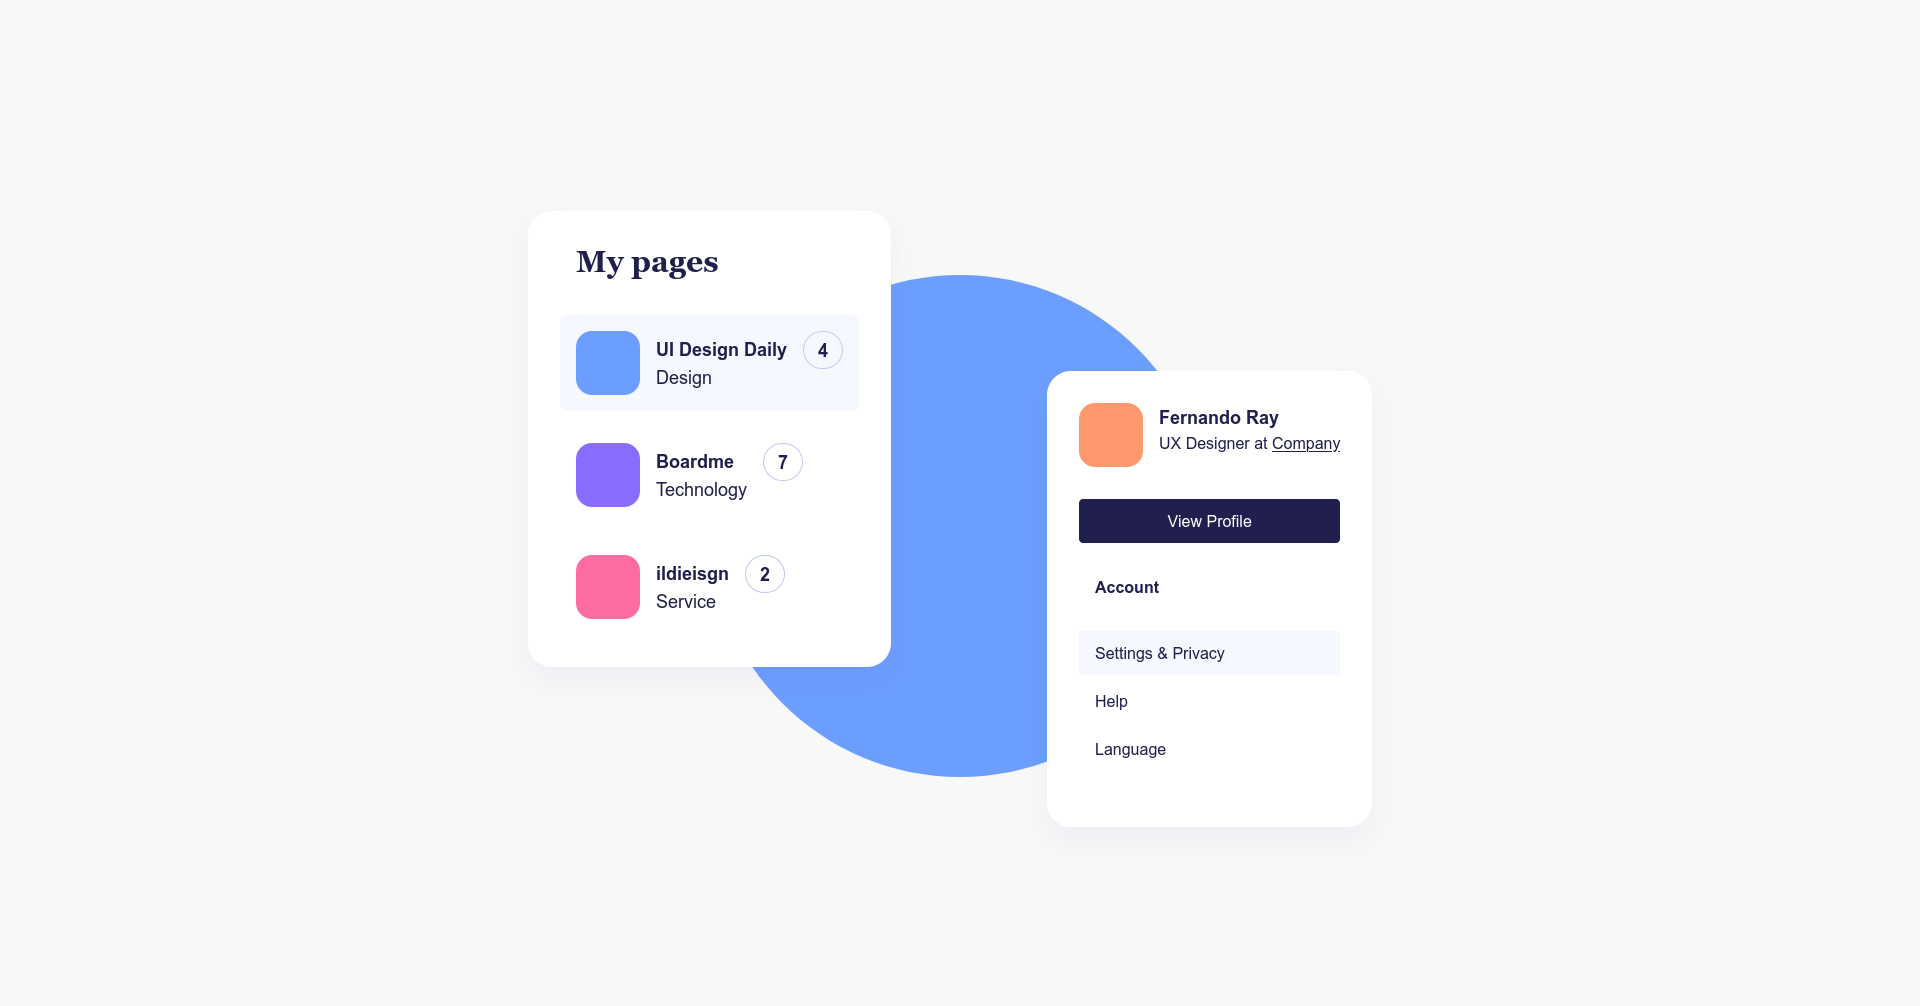 My pages
UI Design Daily 4
Design
Boardme 7
Technology
ildieisgn 2
Service
Fernando Ray
UX Designer at Company
View Profile
Account
Settings & Privacy
Help
Language